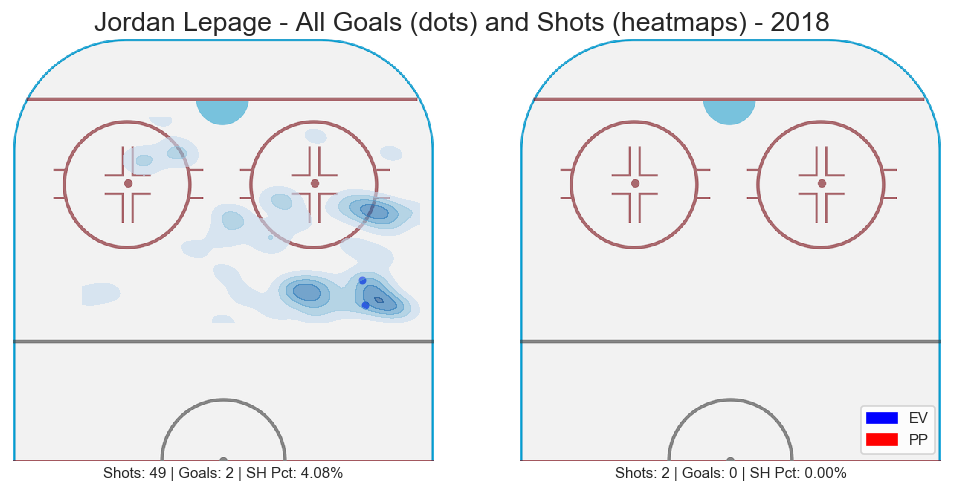 Jordan Lepage - All Goals (dots) and Shots (heatmaps) - 2018
EV
PP
Shots: 49 | Goals: 2 | SH Pct: 4.08%
Shots: 2 | Goals: 0 | SH Pct: 0.00%